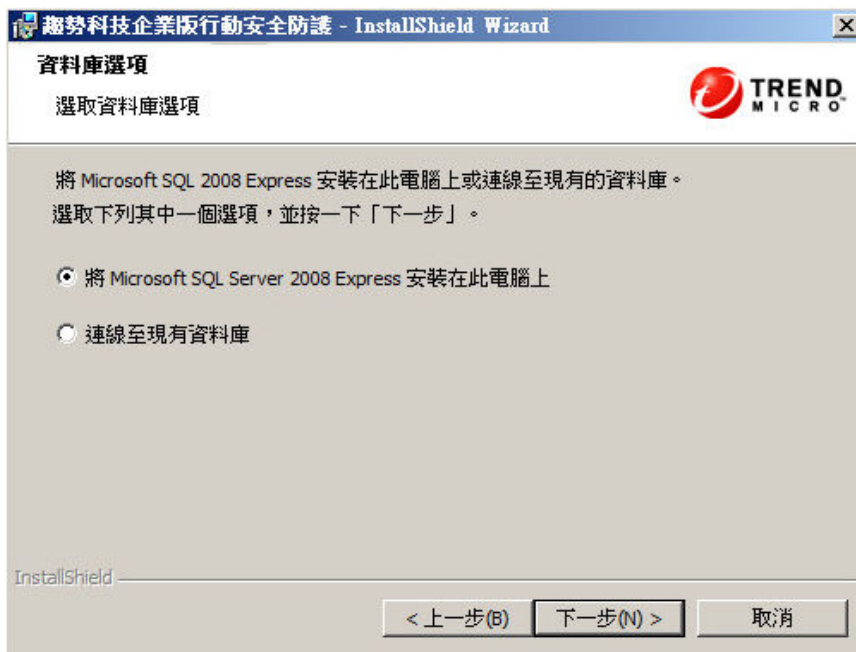 趨勢科技企業版行動安全防護 - InstallShield Wizard
資料庫選項
選取資料庫選項
TREND
MICRO
將 Microsoft SQL 2008 Express 安裝在此電腦上或連線至現有的資料庫。
選取下列其中一個選項，並按一下「下一步」。
將 Microsoft SQL Server 2008 Express 安裝在此電腦上
連線至現有資料庫
InstallShield
< 上一步(B) 下一步(N) > 取消